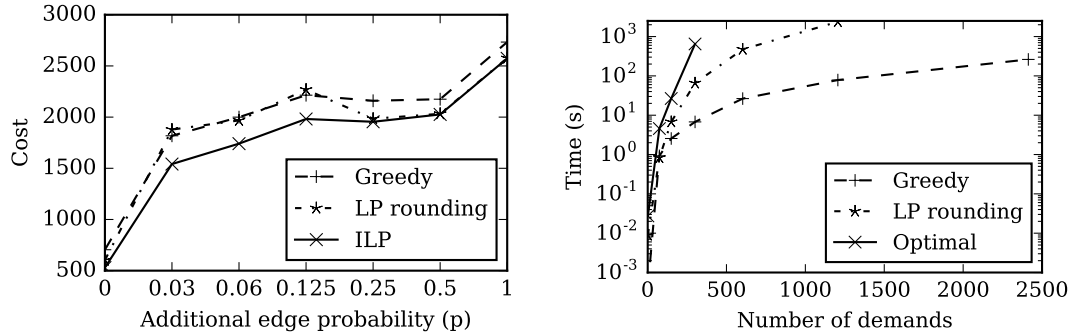 3000
2500
2000
1500
1000
500
Cost
0 0.03 0.06 0.125 0.25 0.5 1
Additional edge probability (p)
Greedy
LP rounding
ILP
10^3
10^2
10^1
10^0
10^-1
10^-2
10^-3
Time (s)
0 500 1000 1500 2000 2500
Number of demands
Greedy
LP rounding
Optimal